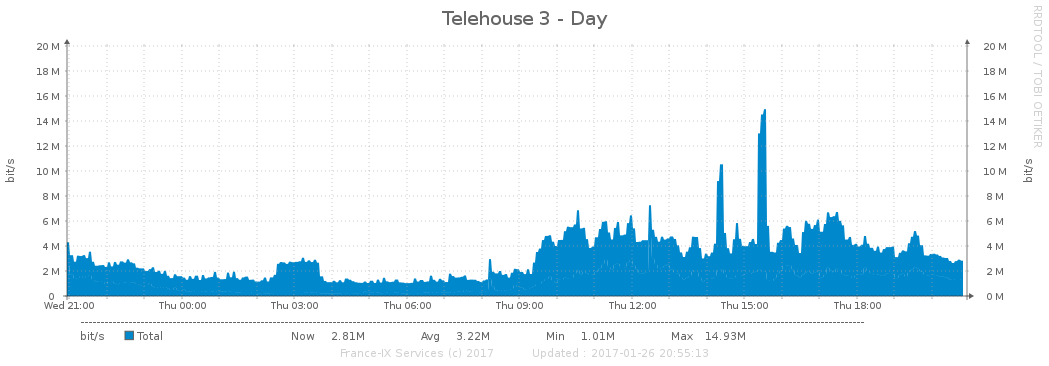 Telehouse 3 - Day
RRDTOOL / TOBI OETIKER
bit/s
20 M 20 M
18 M 18 M
16 M 16 M
14 M 14 M
12 M 12 M
10 M 10 M
8 M 8 M
6 M 6 M
4 M 4 M
2 M 2 M
0 0 M
bit/s
Wed 21:00 Thu 00:00 Thu 03:00 Thu 06:00 Thu 09:00 Thu 12:00 Thu 15:00 Thu 18:00
bit/s Total Now 2.81M Avg 3.22M Min 1.01M Max 14.93M
France-IX Services (c) 2017 Updated : 2017-01-26 20:55:13